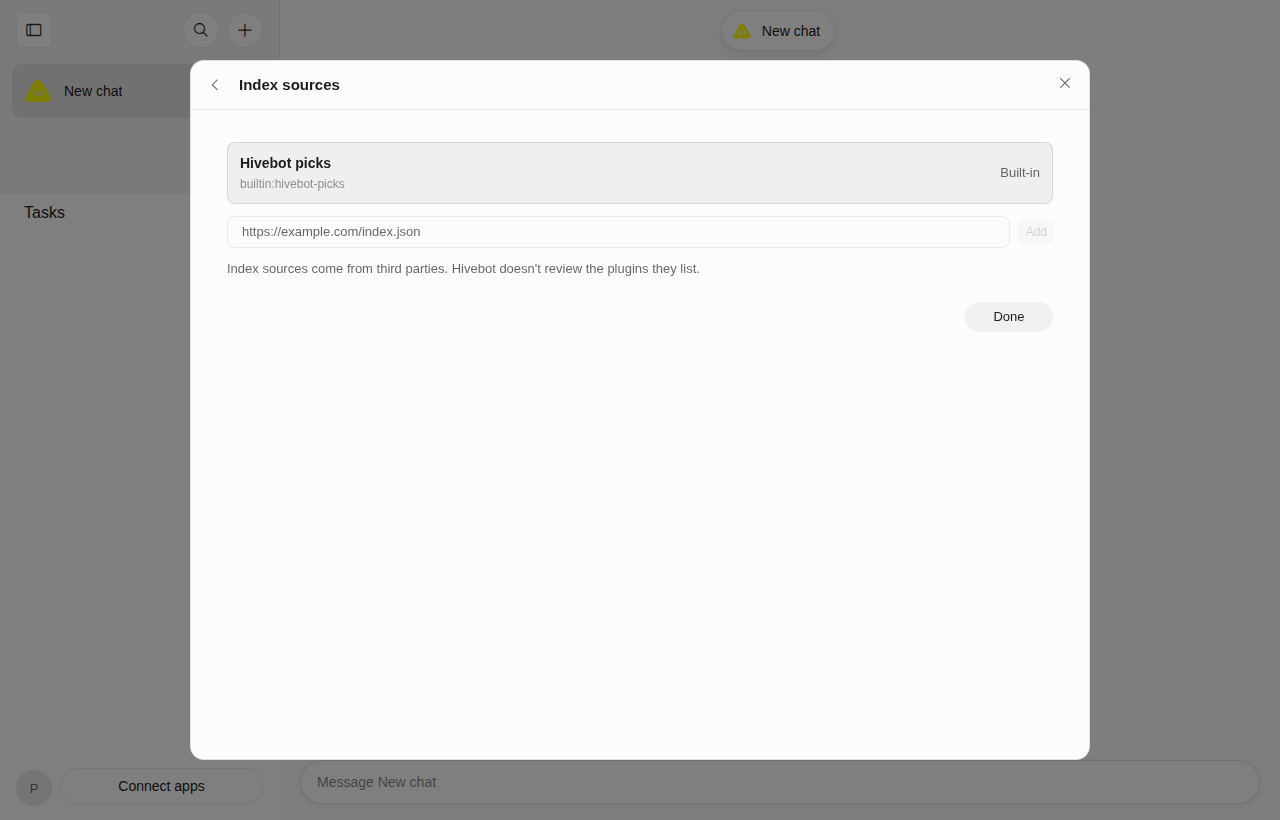 New chat
New chat
Index sources
Hivebot picks
builtin:hivebot-picks
Built-in
https://example.com/index.json
Add
Index sources come from third parties. Hivebot doesn't review the plugins they list.
Done
Tasks
P
Connect apps
Message New chat